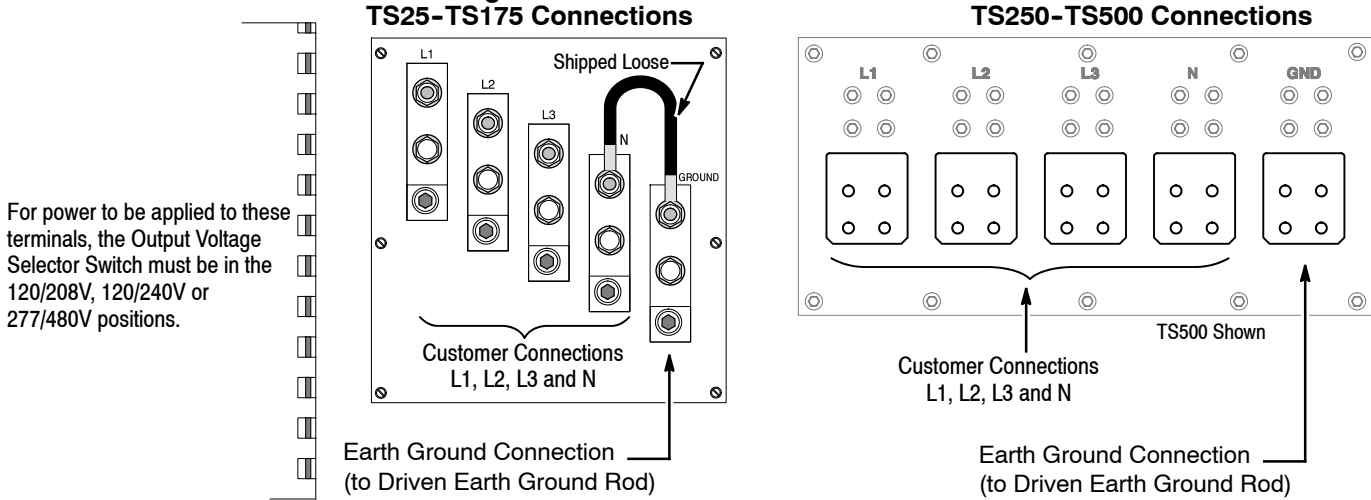 TS25-TS175 Connections
TS250-TS500 Connections
For power to be applied to these
terminals, the Output Voltage
Selector Switch must be in the
120/208V, 120/240V or
277/480V positions.
L1
L2
L3
N
GROUND
Shipped Loose
Customer Connections
L1, L2, L3 and N
Earth Ground Connection
(to Driven Earth Ground Rod)
L1
L2
L3
N
GND
TS500 Shown
Customer Connections
L1, L2, L3 and N
Earth Ground Connection
(to Driven Earth Ground Rod)